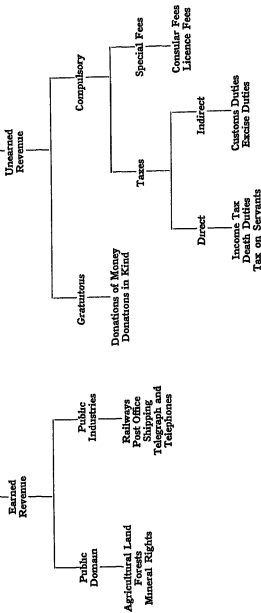 Earned
Revenue
Public
Domain
Agricultural Land
Forests
Mineral Rights
Public
Industries
Railways
Post Office
Shipping
Telegraph and
Telephones
Unearned
Revenue
Gratuitous
Donations of Money
Donations in Kind
Compulsory
Taxes
Direct
Income Tax
Death Duties
Tax on Servants
Indirect
Customs Duties
Excise Duties
Special Fees
Consular Fees
Licence Fees